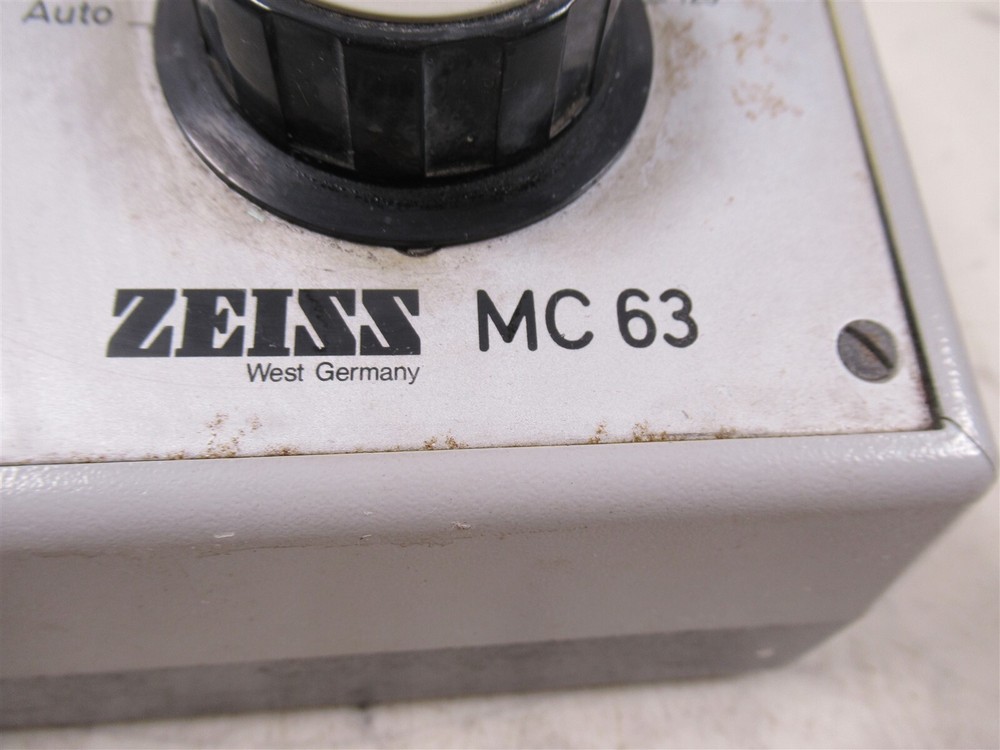 Auto
ZEISS MC 63
West Germany